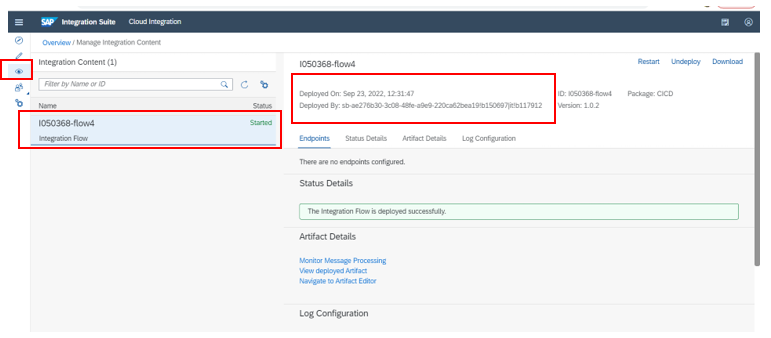 SAP Integration Suite Cloud Integration
Overview / Manage Integration Content
Integration Content (1)
Filter by Name or ID
Name Status
I050368-flow4 Started
Integration Flow
I050368-flow4
Restart Undeploy Download
Deployed On: Sep 23, 2022, 12:31:47
ID: I050368-flow4 Package: CICD
Deployed By: sb-ae276b30-3c08-48fe-a9e9-220ca62bea19!b150697|it!b117912
Version: 1.0.2
Endpoints Status Details Artifact Details Log Configuration
There are no endpoints configured.
Status Details
The Integration Flow is deployed successfully.
Artifact Details
Monitor Message Processing
View deployed Artifact
Navigate to Artifact Editor
Log Configuration